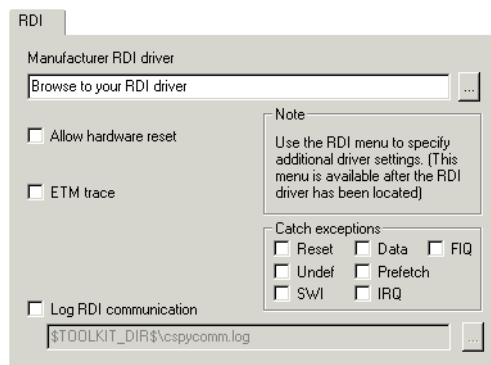 RDI
Manufacturer RDI driver
Browse to your RDI driver
...
Allow hardware reset
ETM trace
Note
Use the RDI menu to specify
additional driver settings. (This
menu is available after the RDI
driver has been located)
Catch exceptions
Reset Data FIQ
Undef Prefetch
SWI IRQ
Log RDI communication
$TOOLKIT_DIR$\cspycomm.log
...